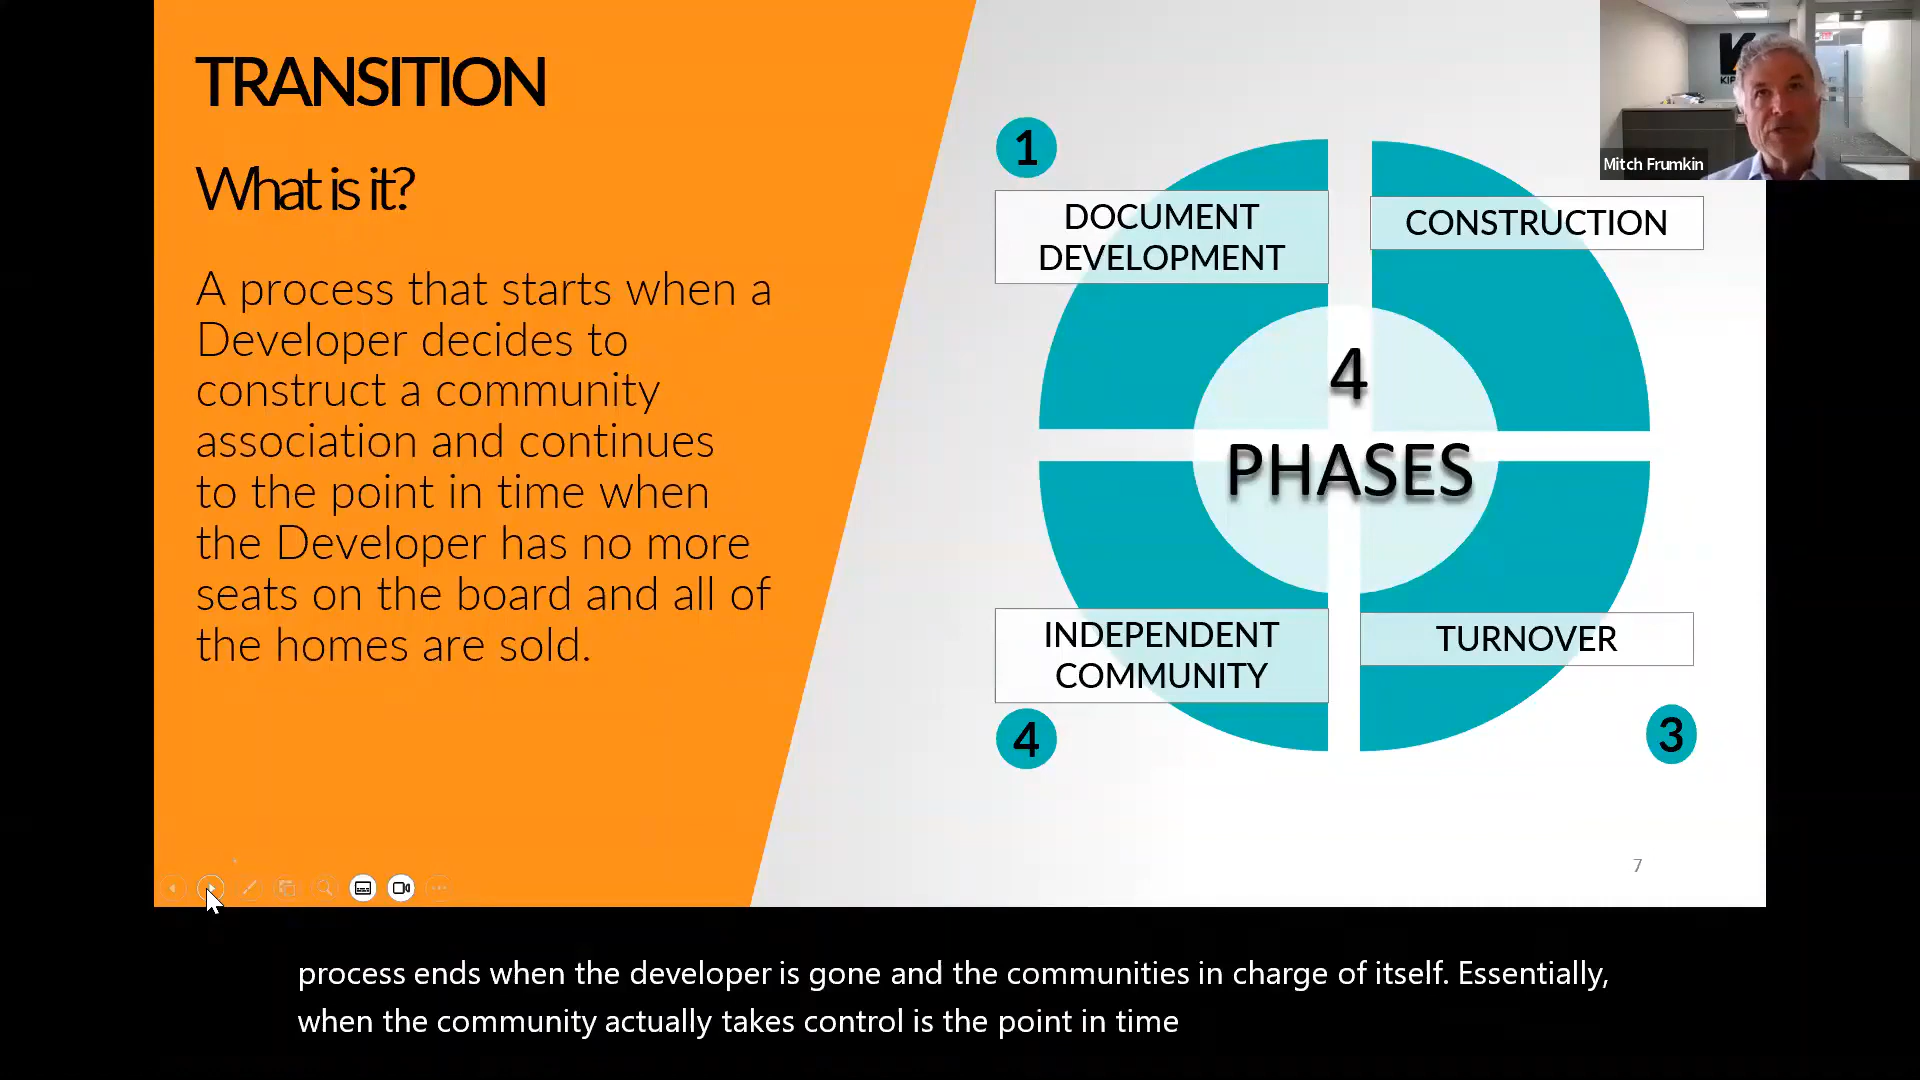 TRANSITION
What is it?
A process that starts when a
Developer decides to
construct a community
association and continues
to the point in time when
the Developer has no more
seats on the board and all of
the homes are sold.
1
DOCUMENT
DEVELOPMENT
CONSTRUCTION
4
PHASES
INDEPENDENT
COMMUNITY
TURNOVER
4
3
7
Mitch Frumkin
process ends when the developer is gone and the communities in charge of itself. Essentially,
when the community actually takes control is the point in time